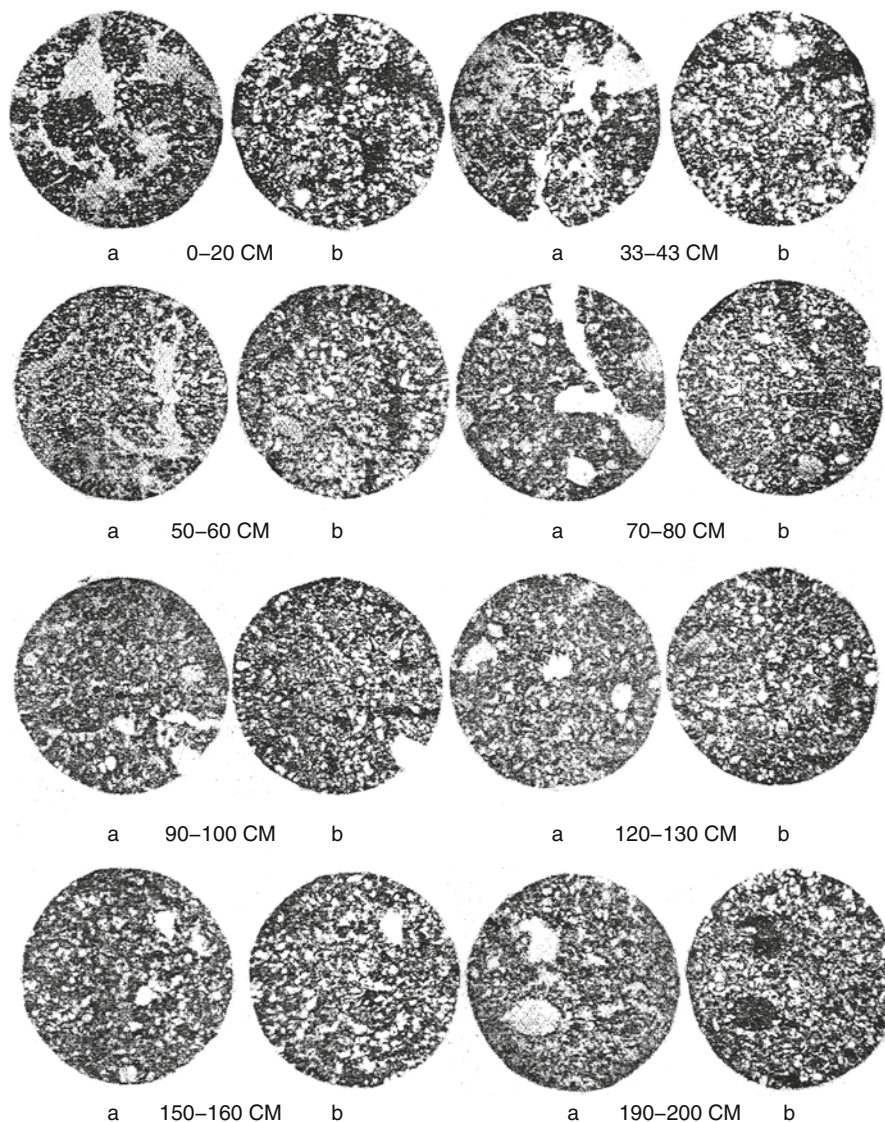 a 0–20 CM b a 33–43 CM b
a 50–60 CM b a 70–80 CM b
a 90–100 CM b a 120–130 CM b
a 150–160 CM b a 190–200 CM b